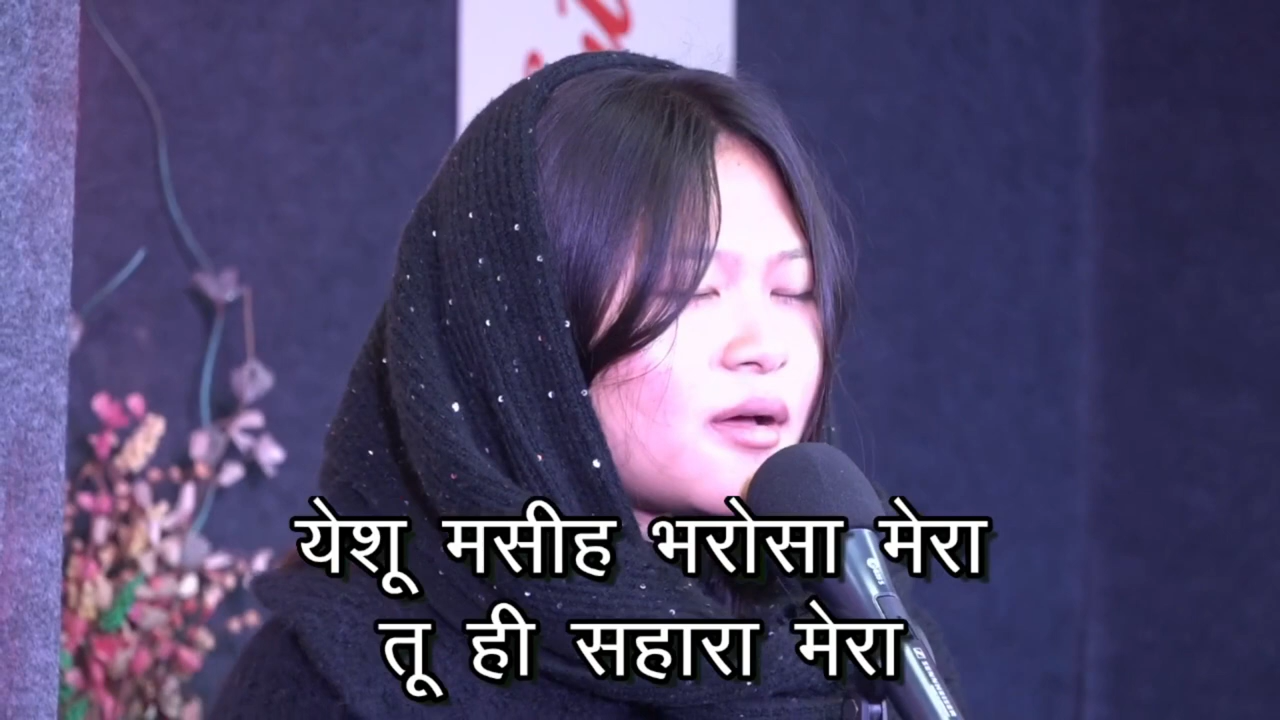 येशू मसीह भरोसा मेरा
तू ही सहारा मेरा